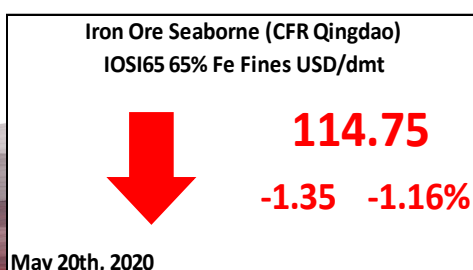 Iron Ore Seaborne (CFR Qingdao)
IOSI65 65% Fe Fines USD/dmt
114.75
-1.35 -1.16%
May 20th, 2020